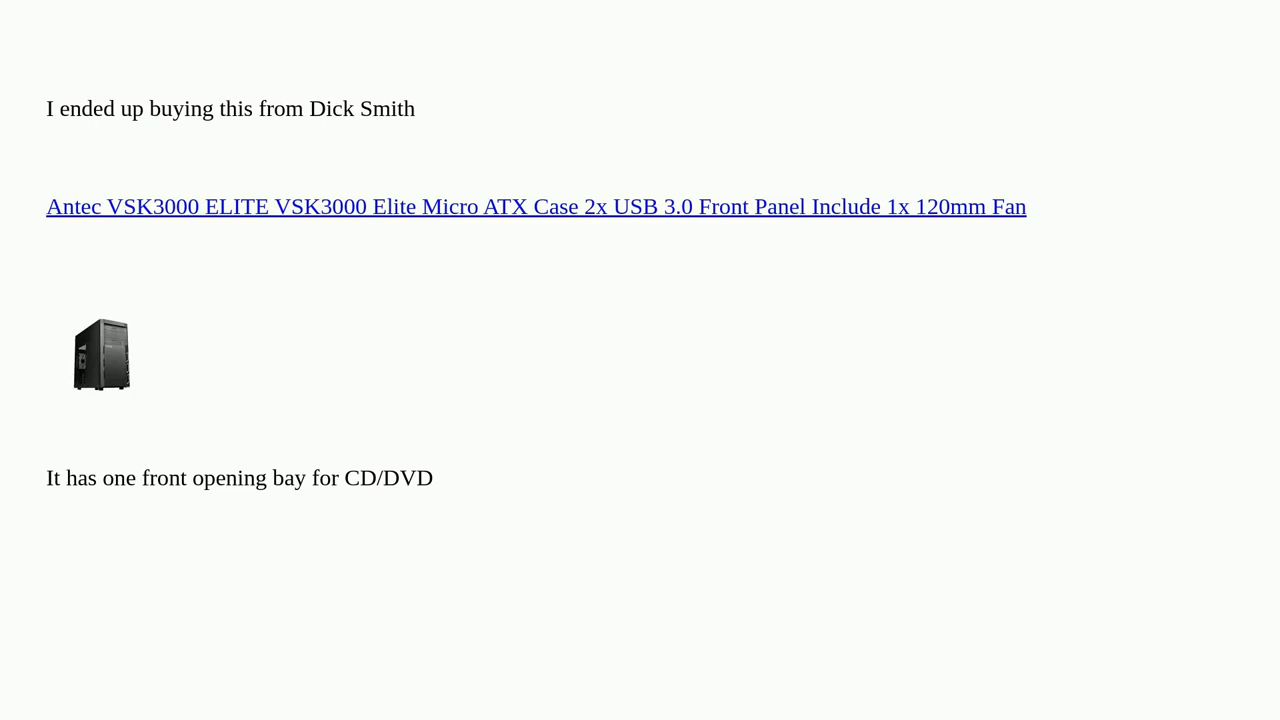 I ended up buying this from Dick Smith
Antec VSK3000 ELITE VSK3000 Elite Micro ATX Case 2x USB 3.0 Front Panel Include 1x 120mm Fan
It has one front opening bay for CD/DVD